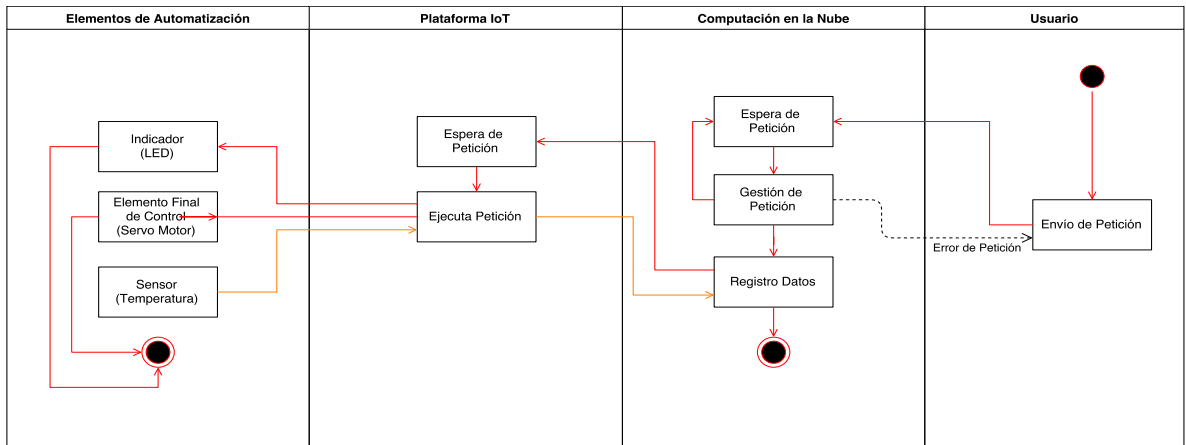 Elementos de Automatización
Plataforma IoT
Computación en la Nube
Usuario
Indicador
(LED)
Elemento Final
de Control
(Servo Motor)
Sensor
(Temperatura)
Espera de
Petición
Ejecuta Petición
Espera de
Petición
Gestión de
Petición
Registro Datos
Envío de Petición
Error de Petición